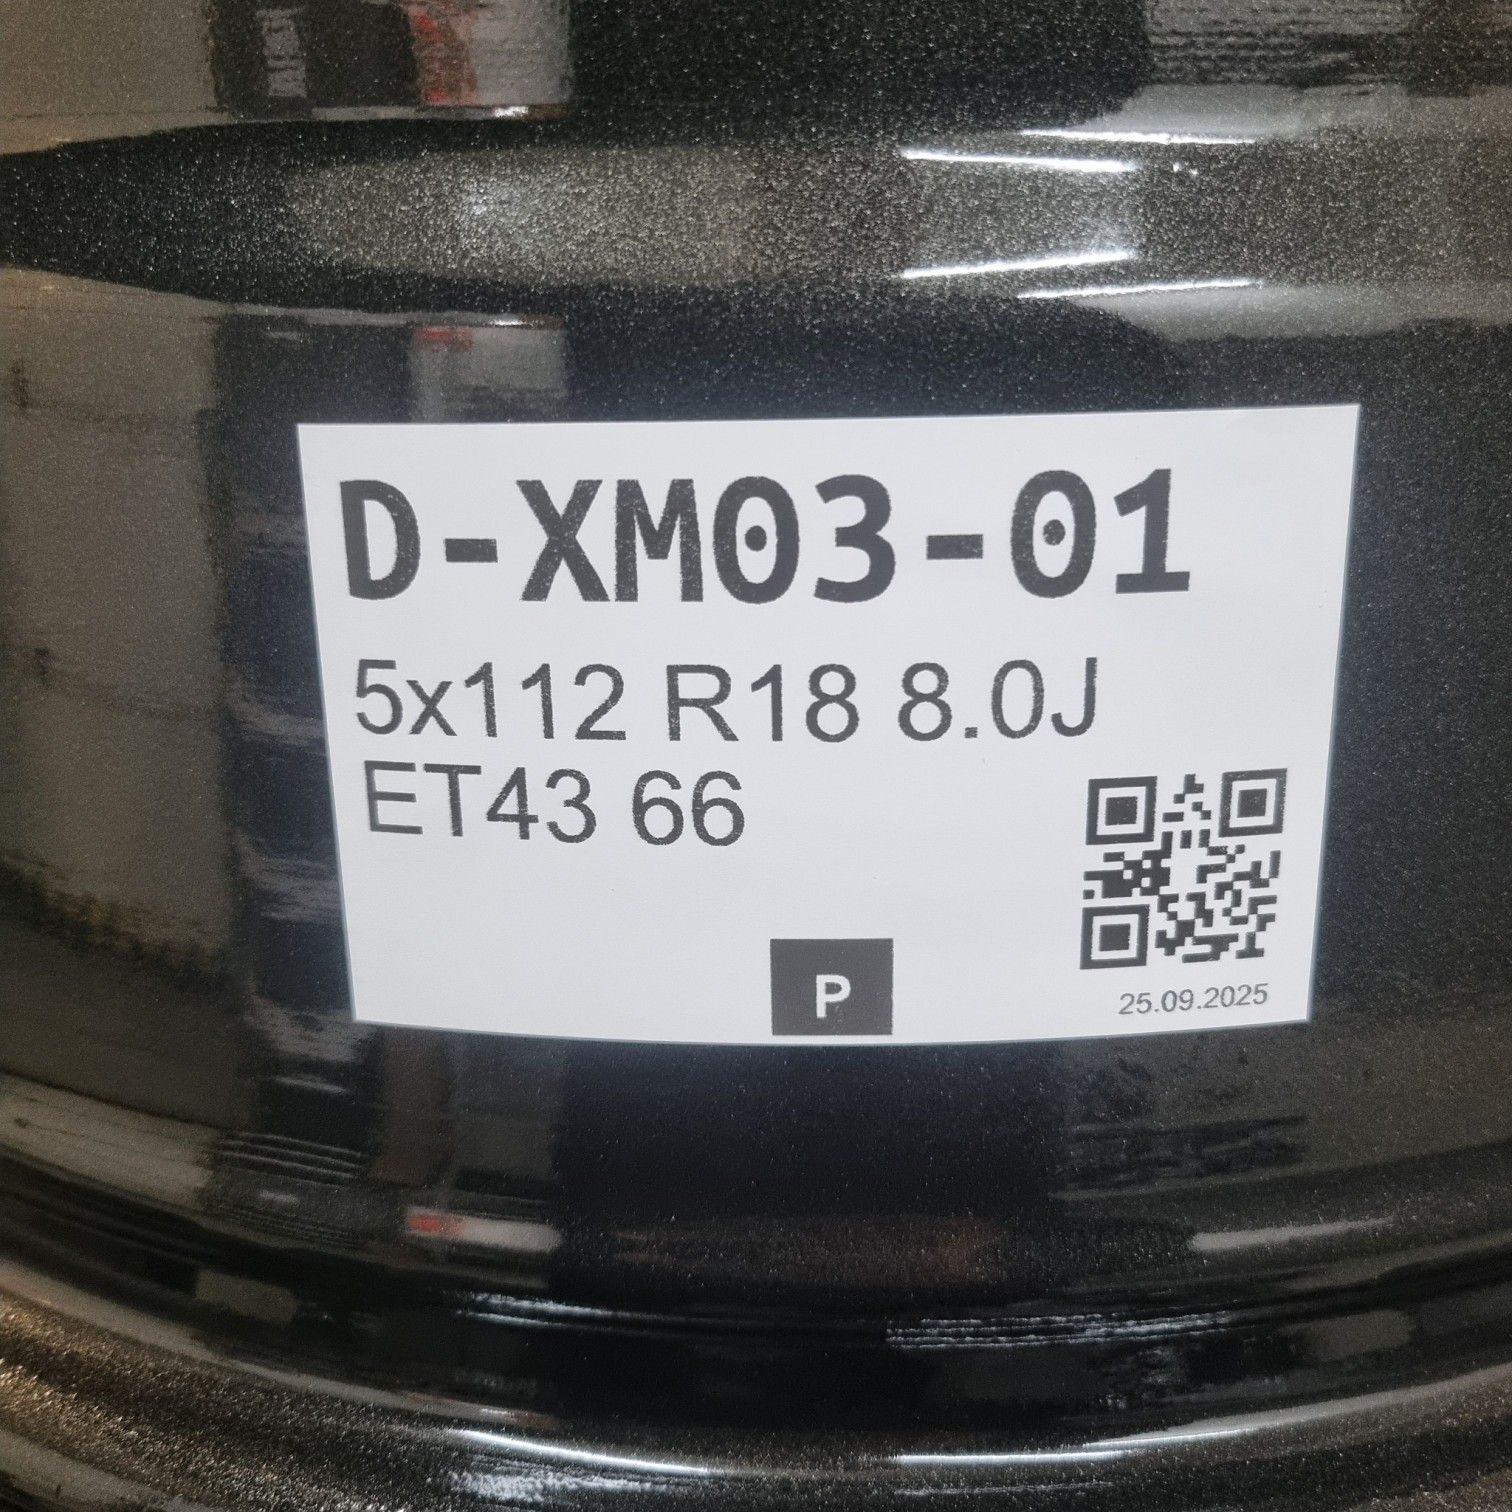 D-XM03-01
5x112 R18 8.0J
ET43 66
P
25.09.2025